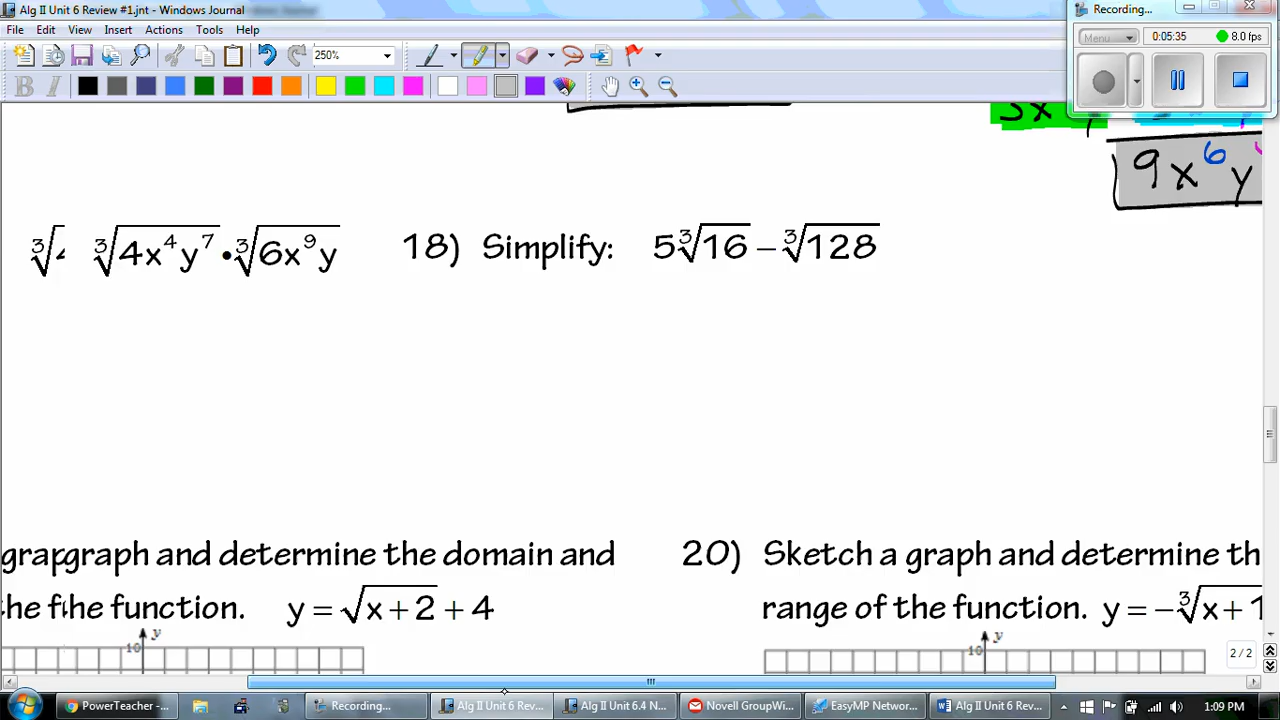 Alg II Unit 6 Review #1.jnt - Windows Journal
Recording...
File Edit View Insert Actions Tools Help
Menu 0:05:35 8.0 fps
250%
B I
9x⁶y
∛4x⁴y⁷ • ∛6x⁹y
18) Simplify: 5∛16 – ∛128
graph and determine the domain and
the function. y = √x+2 + 4
20) Sketch a graph and determine th
range of the function. y = –∛x+1
10 y
10 y
2 / 2
PowerTeacher -... Recording... Alg II Unit 6 Rev... Alg II Unit 6.4 N... Novell GroupWi... EasyMP Networ... Alg II Unit 6 Rev... 1:09 PM